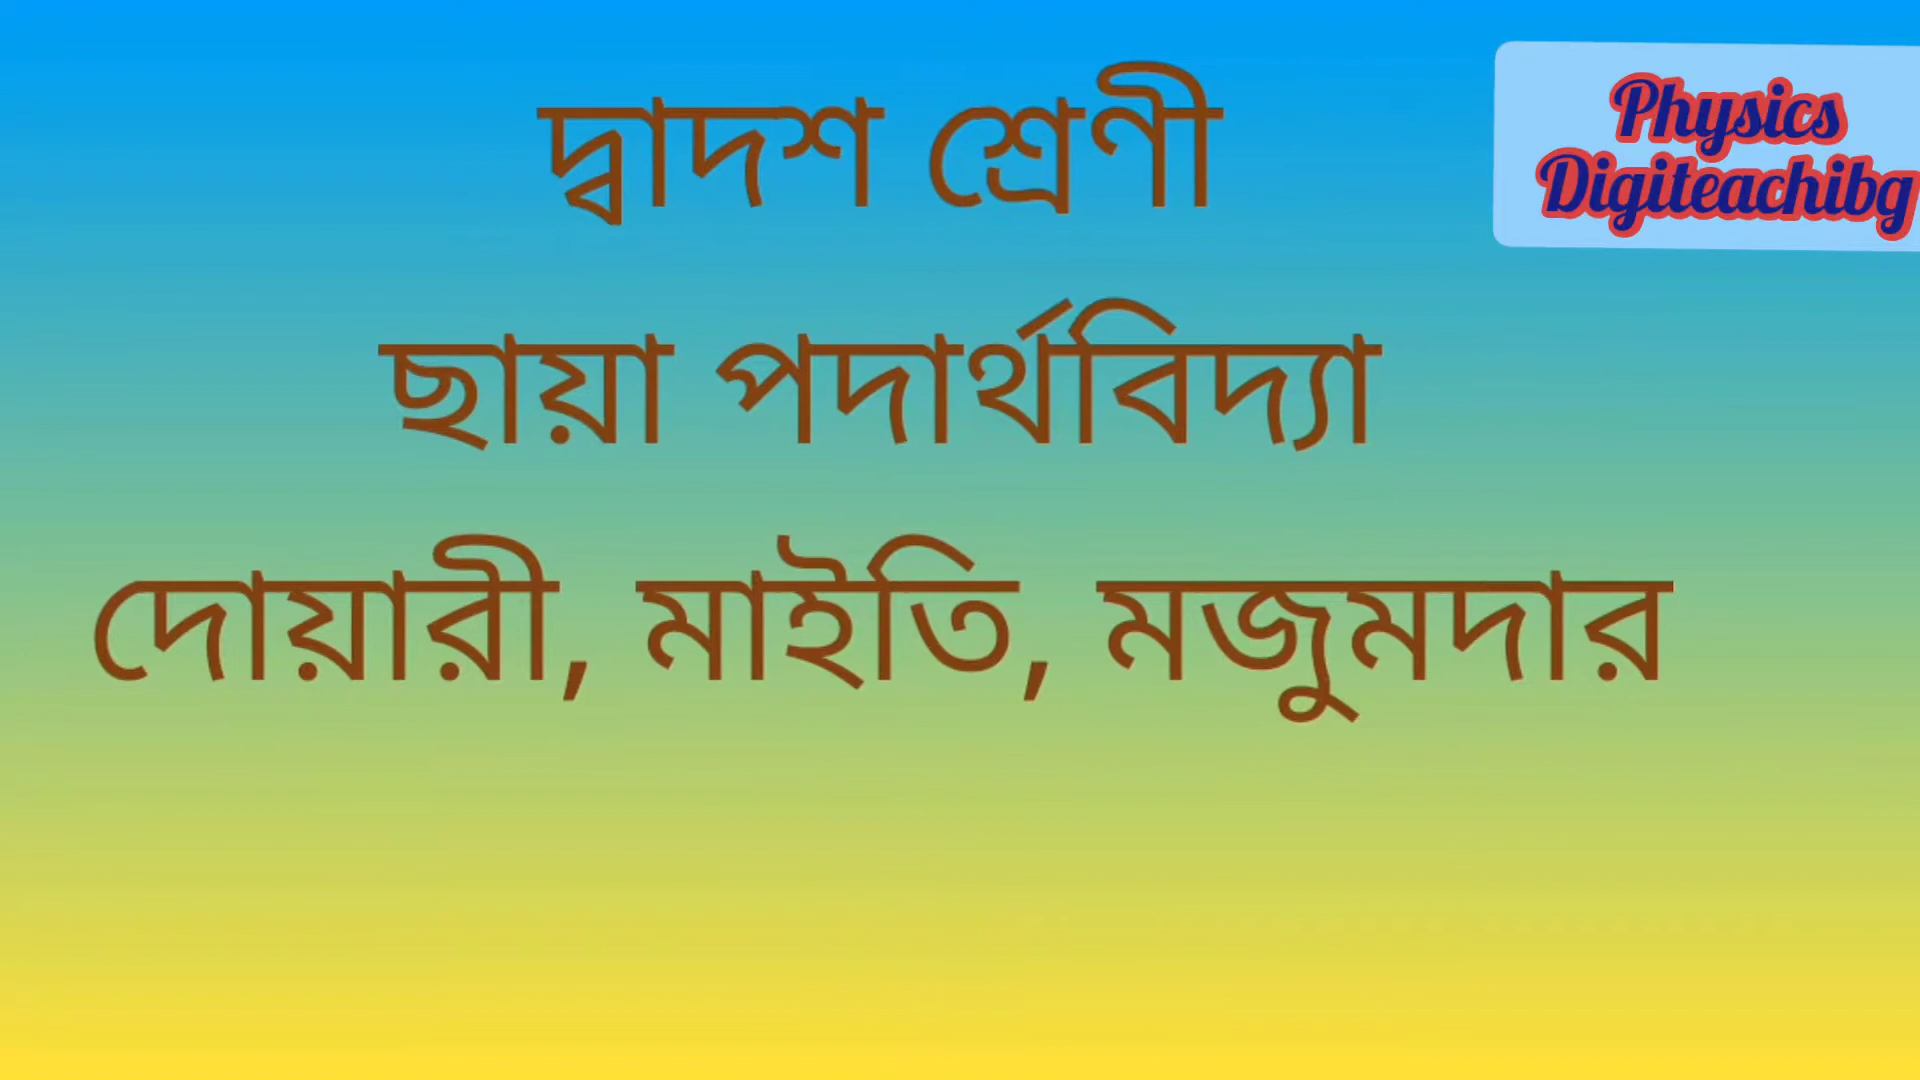 দ্বাদশ শ্রেণী
ছায়া পদার্থবিদ্যা
দোয়ারী, মাইতি, মজুমদার
Physics
Digiteachibg